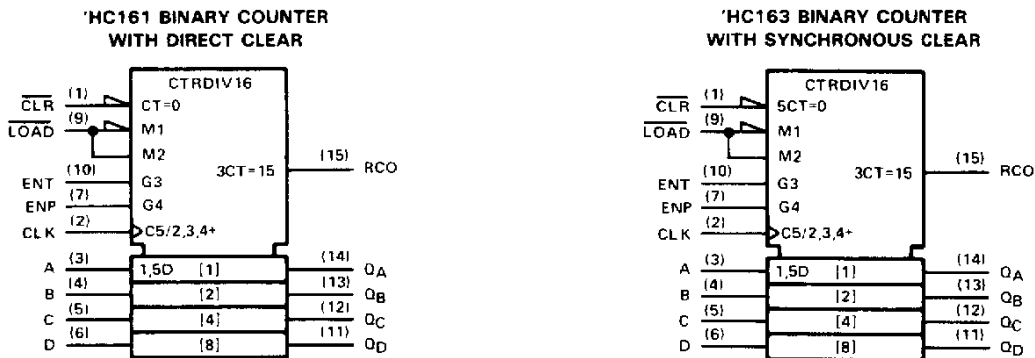 'HC161 BINARY COUNTER
WITH DIRECT CLEAR
CTRDIV16
CLR (1) CT=0
LOAD (9) M1
M2
3CT=15 (15) RCO
ENT (10) G3
ENP (7) G4
CLK (2) C5/2,3,4+
A (3) 1,5D [1] (14) QA
B (4) [2] (13) QB
C (5) [4] (12) QC
D (6) [8] (11) QD
'HC163 BINARY COUNTER
WITH SYNCHRONOUS CLEAR
CTRDIV16
CLR (1) 5CT=0
LOAD (9) M1
M2
3CT=15 (15) RCO
ENT (10) G3
ENP (7) G4
CLK (2) C5/2,3,4+
A (3) 1,5D [1] (14) QA
B (4) [2] (13) QB
C (5) [4] (12) QC
D (6) [8] (11) QD